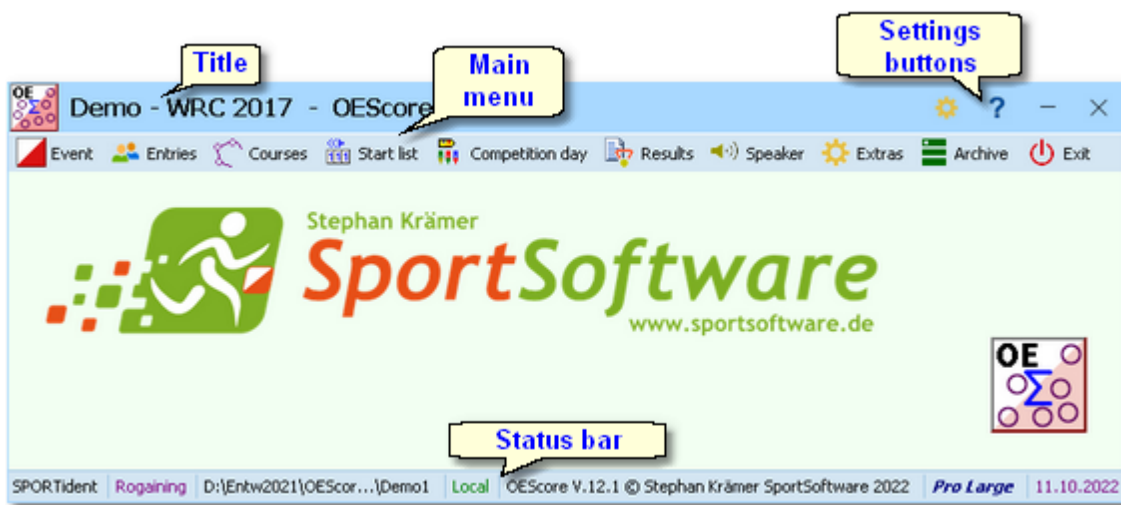 Title
Main
menu
Settings
buttons
OE
Demo - WRC 2017 - OEScore
?
Event Entries Courses Start list Competition day Results Speaker Extras Archive Exit
Stephan Krämer
SportSoftware
www.sportsoftware.de
OE
Σ
Status bar
SPORTident Rogaining D:\Entw2021\OEScor...\Demo1 Local OEScore V.12.1 © Stephan Krämer SportSoftware 2022 Pro Large 11.10.2022